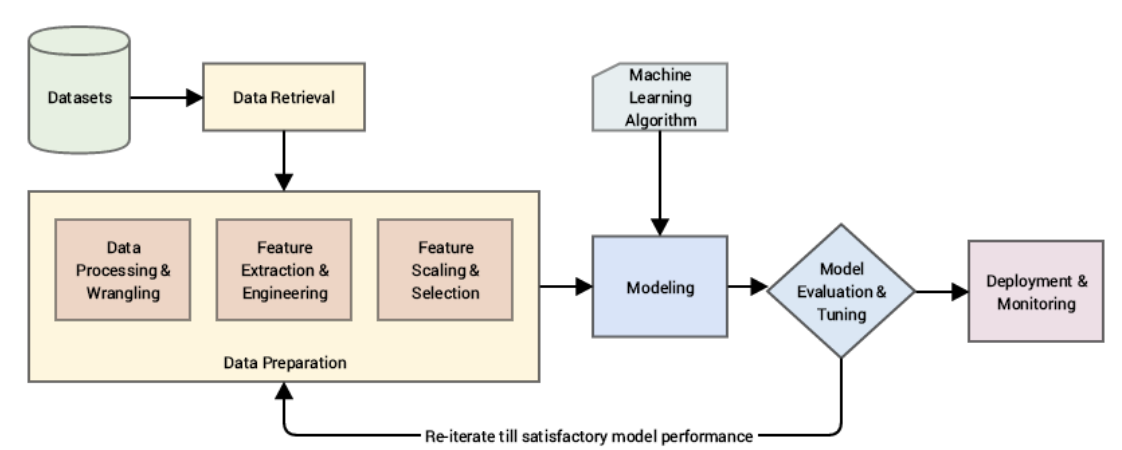 Datasets
Data Retrieval
Machine
Learning
Algorithm
Data
Processing &
Wrangling
Feature
Extraction &
Engineering
Feature
Scaling &
Selection
Data Preparation
Modeling
Model
Evaluation &
Tuning
Deployment &
Monitoring
Re-iterate till satisfactory model performance